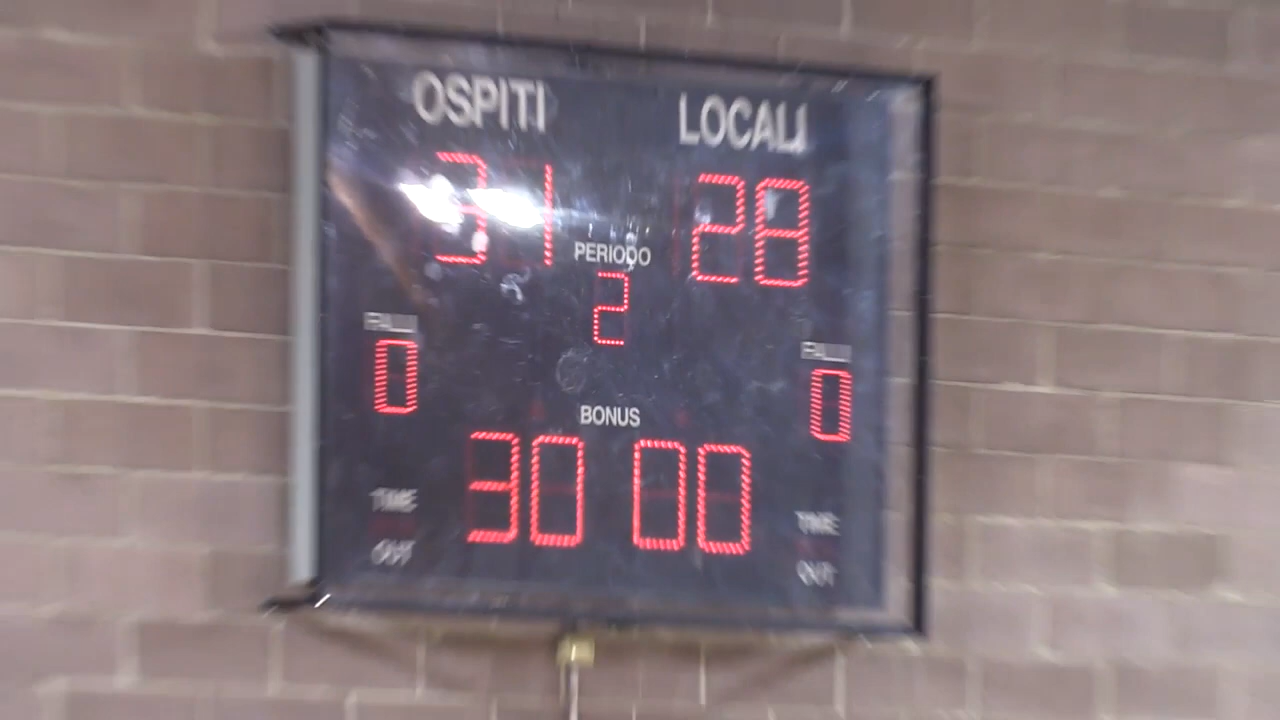 OSPITI LOCALI
31 28
PERIODO
2
FALLI FALLI
0 0
BONUS
30 00
TIME TIME
OUT OUT